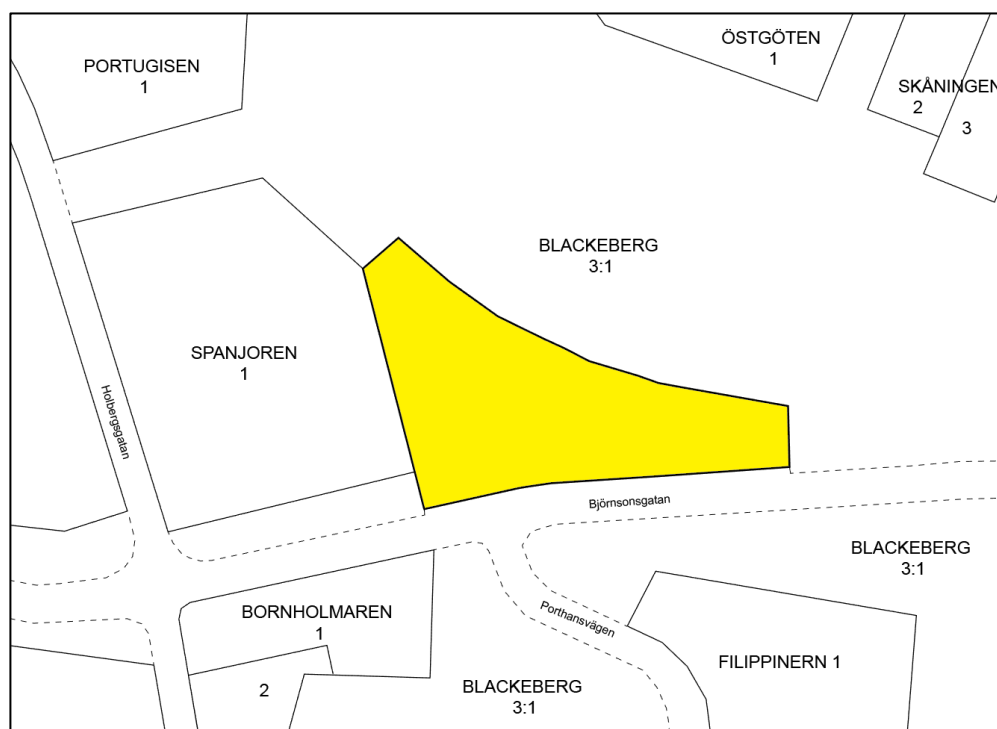 ÖSTGÖTEN
1
PORTUGISEN
1
SKÅNINGEN
2
3
BLACKEBERG
3:1
SPANJOREN
1
Holbergsgatan
Björnsonsgatan
BLACKEBERG
3:1
BORNHOLMAREN
1
Porthansvägen
FILIPPINERN 1
2
BLACKEBERG
3:1